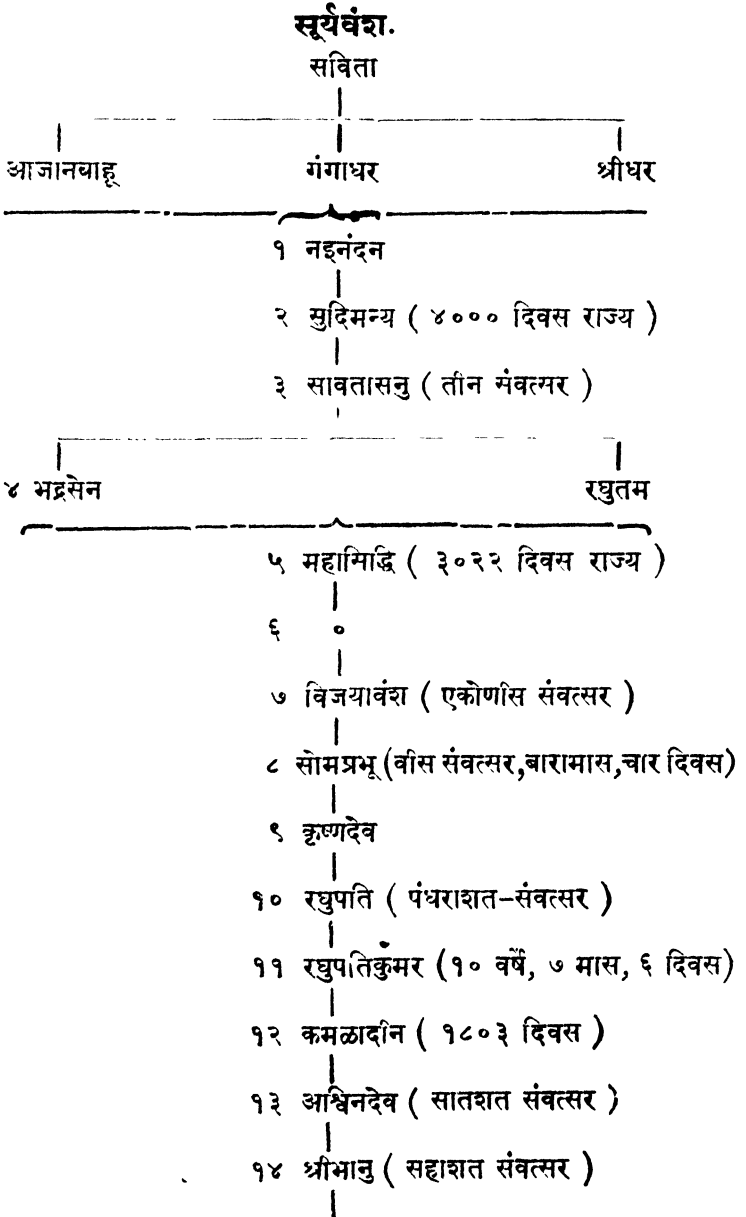 सूर्यवंश.
सविता
आजानबाहू गंगाधर श्रीधर
१ नइनंदन
२ सुदिमन्य ( ४००० दिवस राज्य )
३ सावतासनु ( तीन संवत्सर )
४ भद्रसेन रघुतम
५ महासिद्धि ( ३०२२ दिवस राज्य )
६ ०
७ विजयावंश ( एकोणीस संवत्सर )
८ सोमप्रभू (वीस संवत्सर,बारामास,चार दिवस)
९ कृष्णदेव
१० रघुपति ( पंधराशत-संवत्सर )
११ रघुपतिकुंमर (१० वर्षे, ७ मास, ६ दिवस)
१२ कमळादीन ( १८०३ दिवस )
१३ अश्विनदेव ( सातशत संवत्सर )
१४ श्रीभानु ( सहाशत संवत्सर )